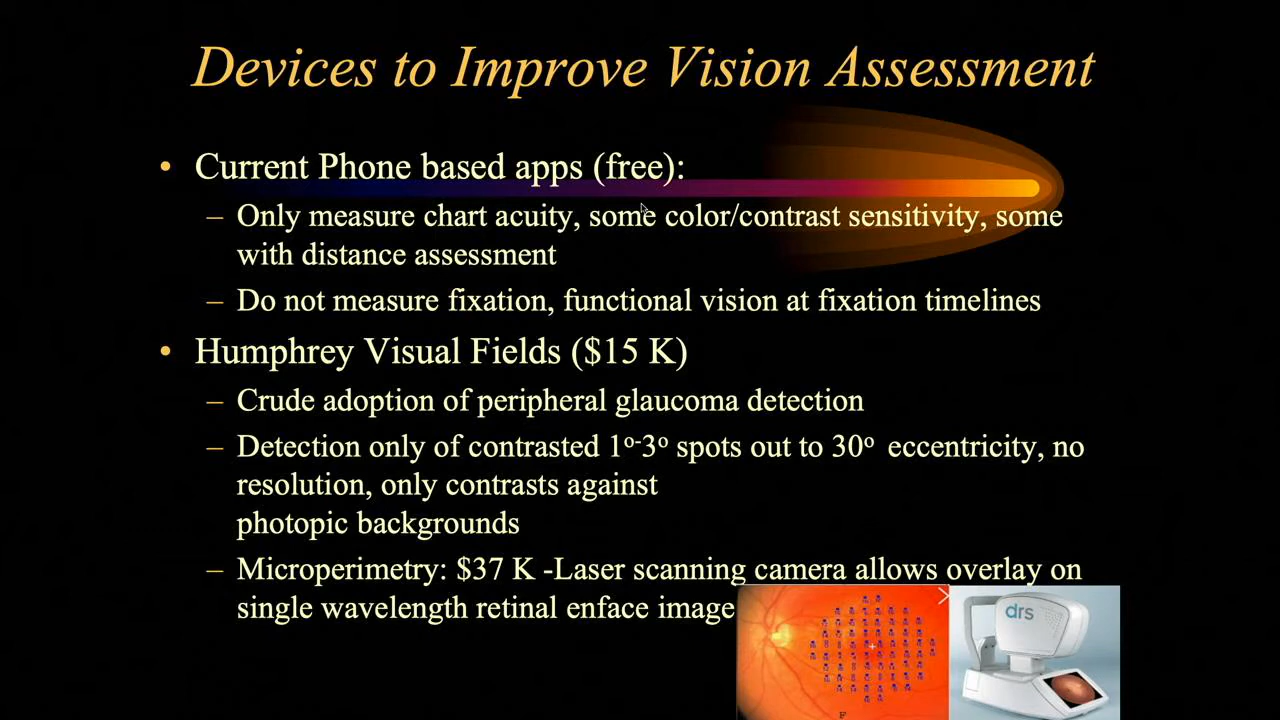 Devices to Improve Vision Assessment
• Current Phone based apps (free):
– Only measure chart acuity, some color/contrast sensitivity, some
with distance assessment
– Do not measure fixation, functional vision at fixation timelines
• Humphrey Visual Fields ($15 K)
– Crude adoption of peripheral glaucoma detection
– Detection only of contrasted 1º-3º spots out to 30º eccentricity, no
resolution, only contrasts against
photopic backgrounds
– Microperimetry: $37 K -Laser scanning camera allows overlay on
single wavelength retinal enface image
drs